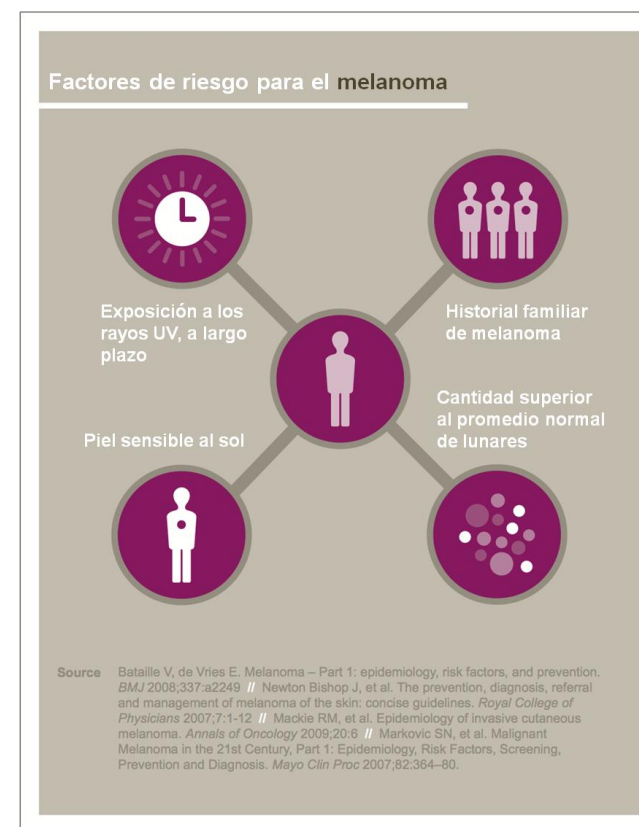 Factores de riesgo para el melanoma
Exposición a los
rayos UV, a largo
plazo
Historial familiar
de melanoma
Piel sensible al sol
Cantidad superior
al promedio normal
de lunares
Source Bataille V, de Vries E. Melanoma – Part 1: epidemiology, risk factors, and prevention.
BMJ 2008;337:a2249 // Newton Bishop J, et al. The prevention, diagnosis, referral
and management of melanoma of the skin: concise guidelines. Royal College of
Physicians 2007;7:1-12 // Mackie RM, et al. Epidemiology of invasive cutaneous
melanoma. Annals of Oncology 2009;20:6 // Markovic SN, et al. Malignant
Melanoma in the 21st Century, Part 1: Epidemiology, Risk Factors, Screening,
Prevention and Diagnosis. Mayo Clin Proc 2007;82:364–80.